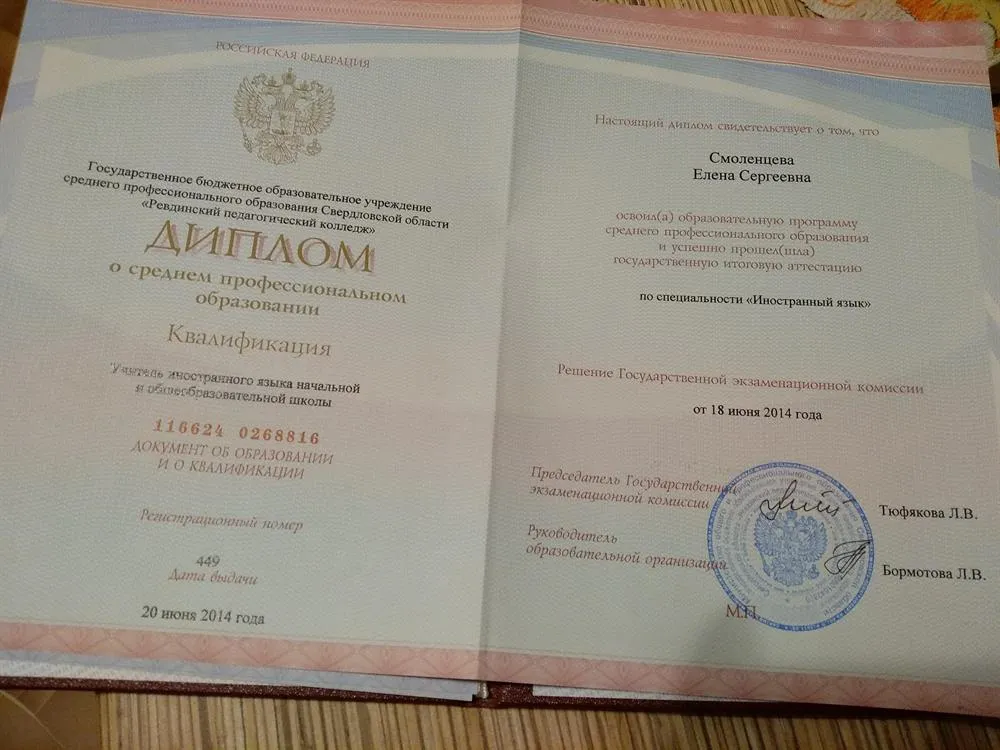 РОССИЙСКАЯ ФЕДЕРАЦИЯ
Государственное бюджетное образовательное учреждение
среднего профессионального образования Свердловской области
«Ревдинский педагогический колледж»
ДИПЛОМ
о среднем профессиональном
образовании
Квалификация
Учитель иностранного языка начальной
и общеобразовательной школы
116624 0268816
ДОКУМЕНТ ОБ ОБРАЗОВАНИИ
И О КВАЛИФИКАЦИИ
Регистрационный номер
449
Дата выдачи
20 июня 2014 года
Настоящий диплом свидетельствует о том, что
Смоленцева
Елена Сергеевна
освоил(а) образовательную программу
среднего профессионального образования
и успешно прошел(шла)
государственную итоговую аттестацию
по специальности «Иностранный язык»
Решение Государственной экзаменационной комиссии
от 18 июня 2014 года
Председатель Государственной
экзаменационной комиссии
Тюфякова Л.В.
Руководитель
образовательной организации
Бормотова Л.В.
М.П.